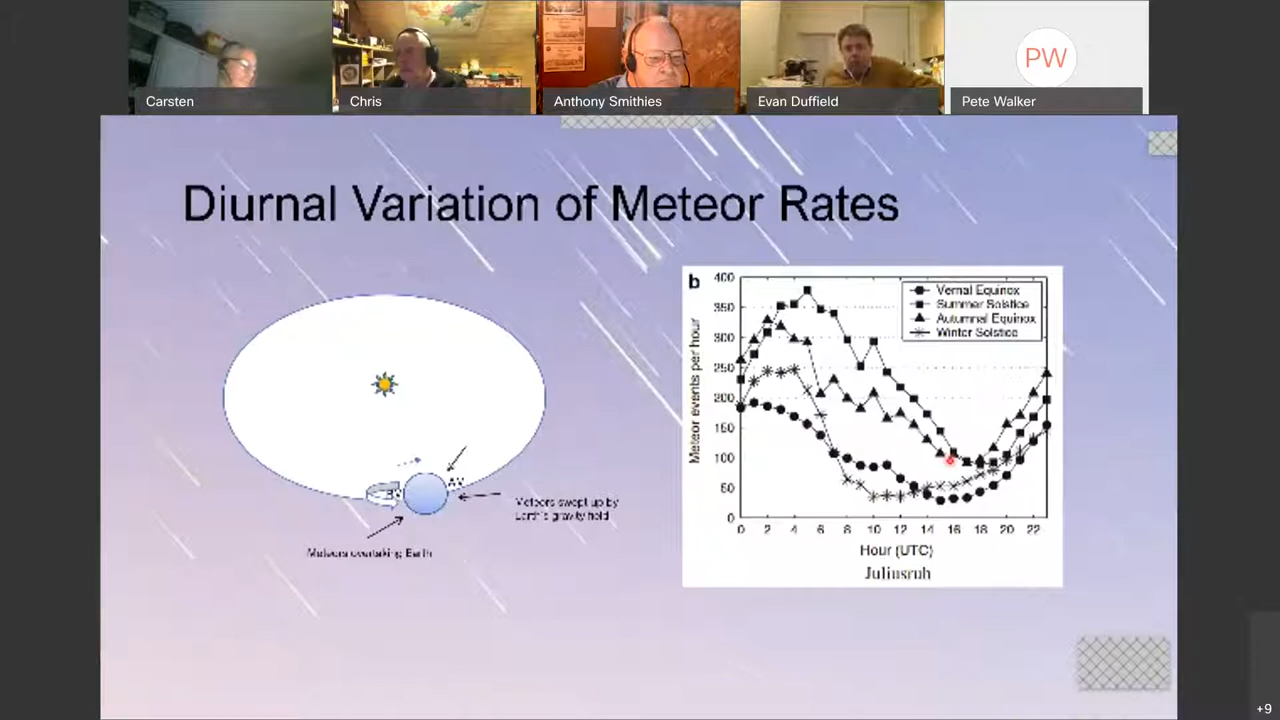 Carsten
Chris
Anthony Smithies
Evan Duffield
PW
Pete Walker
Diurnal Variation of Meteor Rates
AV
Meteors swept up by
Earth's gravity field
Meteors overtaking Earth
b
400
350
300
250
200
150
100
50
0
Meteor events per hour
Vernal Equinox
Summer Solstice
Autumnal Equinox
Winter Solstice
0 2 4 6 8 10 12 14 16 18 20 22
Hour (UTC)
Juliusruh
+9